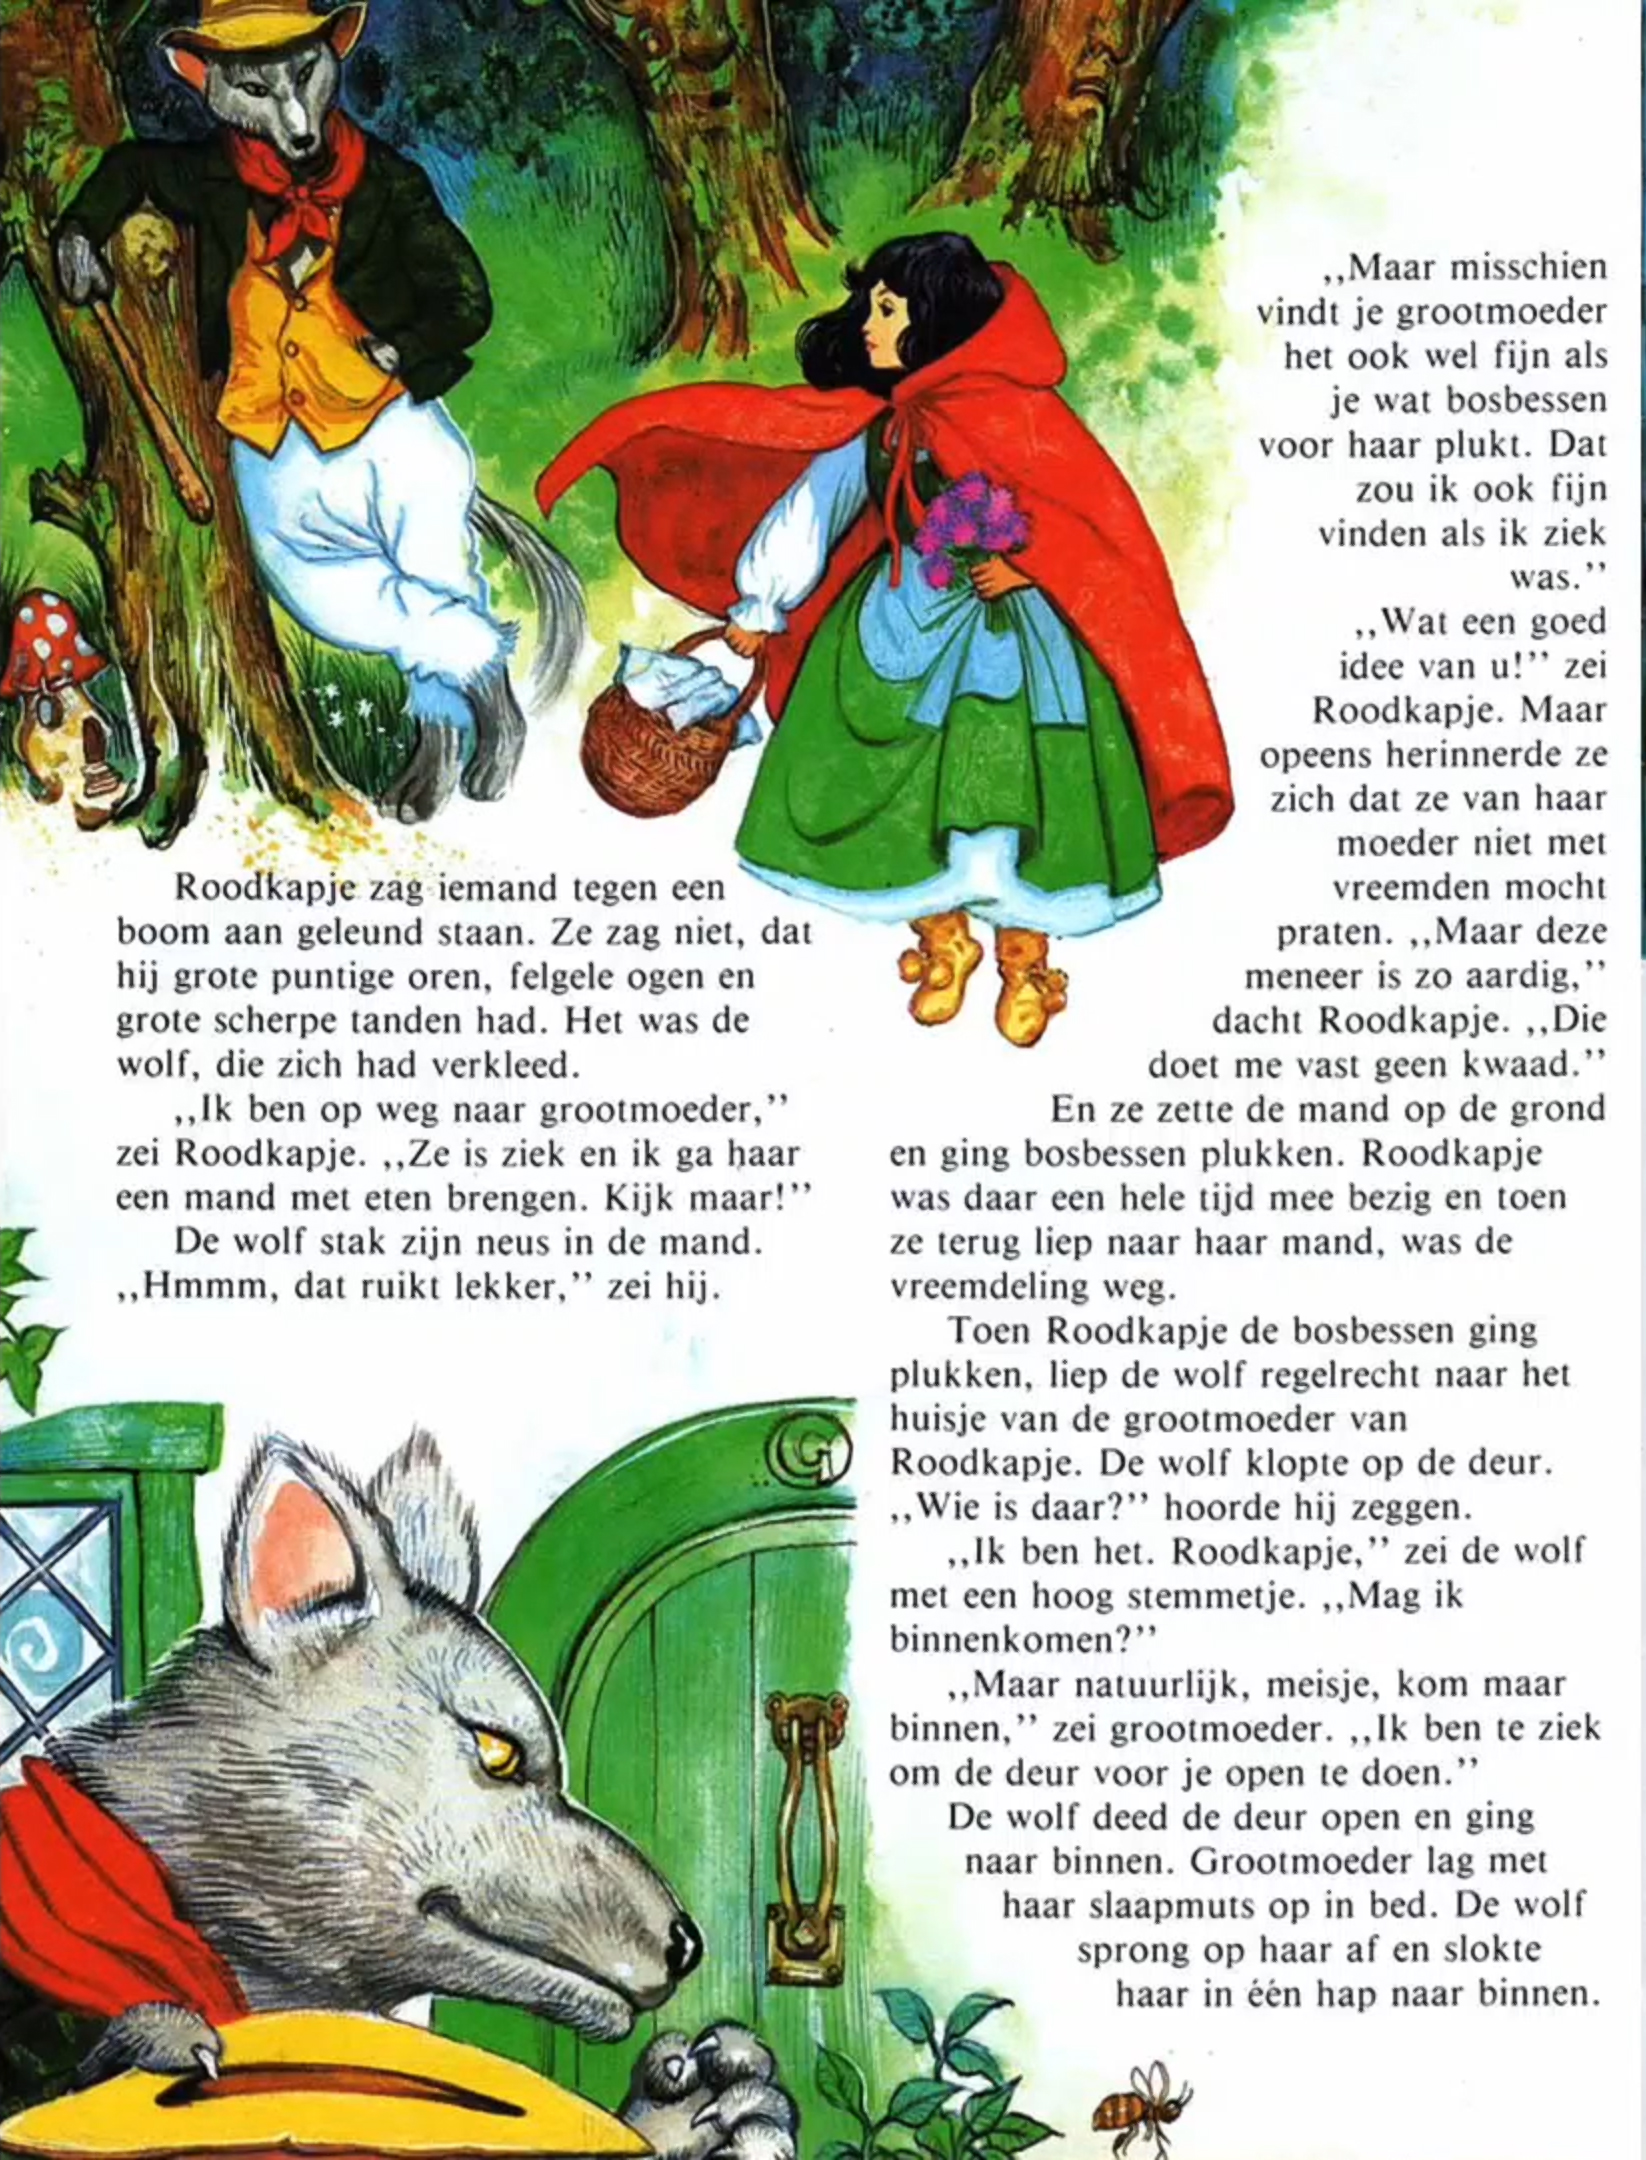 Roodkapje zag iemand tegen een
boom aan geleund staan. Ze zag niet, dat
hij grote puntige oren, felgele ogen en
grote scherpe tanden had. Het was de
wolf, die zich had verkleed.
,,Ik ben op weg naar grootmoeder,''
zei Roodkapje. ,,Ze is ziek en ik ga haar
een mand met eten brengen. Kijk maar!''
De wolf stak zijn neus in de mand.
,,Hmmm, dat ruikt lekker,'' zei hij.
,,Maar misschien
vindt je grootmoeder
het ook wel fijn als
je wat bosbessen
voor haar plukt. Dat
zou ik ook fijn
vinden als ik ziek
was.''
,,Wat een goed
idee van u!'' zei
Roodkapje. Maar
opeens herinnerde ze
zich dat ze van haar
moeder niet met
vreemden mocht
praten. ,,Maar deze
meneer is zo aardig,''
dacht Roodkapje. ,,Die
doet me vast geen kwaad.''
En ze zette de mand op de grond
en ging bosbessen plukken. Roodkapje
was daar een hele tijd mee bezig en toen
ze terug liep naar haar mand, was de
vreemdeling weg.
Toen Roodkapje de bosbessen ging
plukken, liep de wolf regelrecht naar het
huisje van de grootmoeder van
Roodkapje. De wolf klopte op de deur.
,,Wie is daar?'' hoorde hij zeggen.
,,Ik ben het. Roodkapje,'' zei de wolf
met een hoog stemmetje. ,,Mag ik
binnenkomen?''
,,Maar natuurlijk, meisje, kom maar
binnen,'' zei grootmoeder. ,,Ik ben te ziek
om de deur voor je open te doen.''
De wolf deed de deur open en ging
naar binnen. Grootmoeder lag met
haar slaapmuts op in bed. De wolf
sprong op haar af en slokte
haar in één hap naar binnen.
G